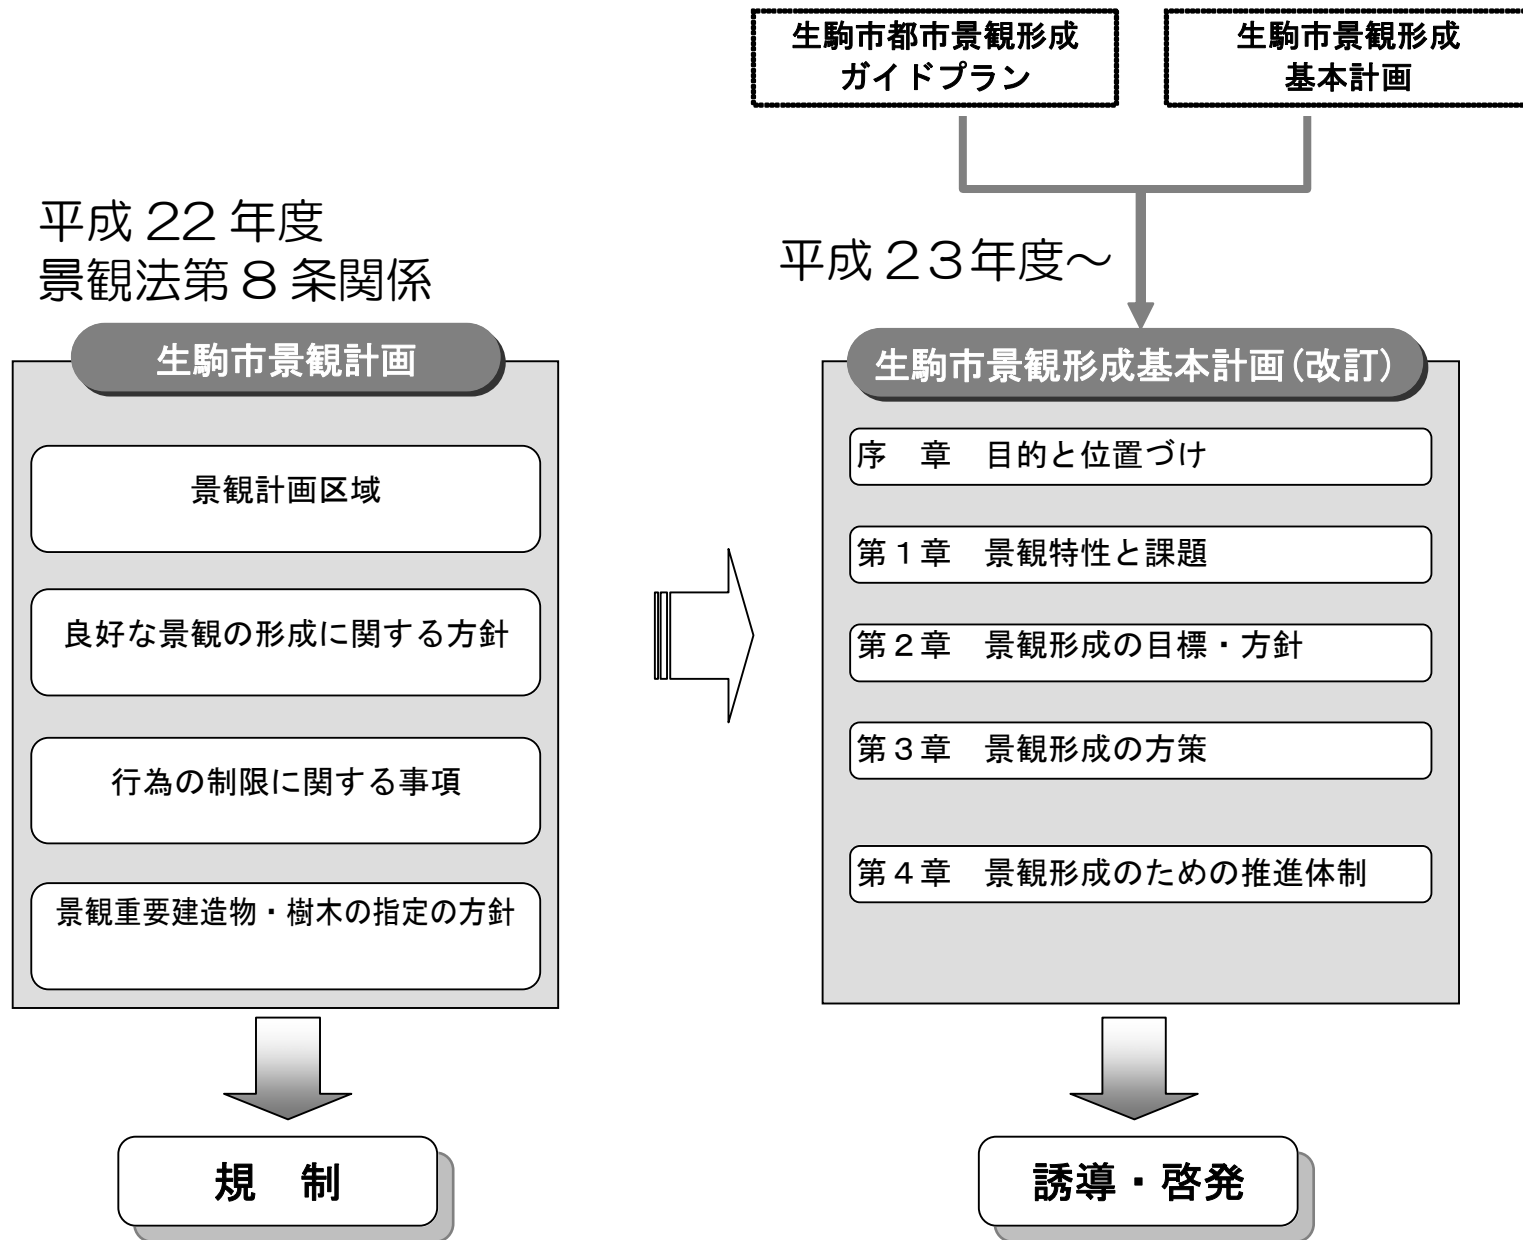 生駒市都市景観形成
ガイドプラン
生駒市景観形成
基本計画
平成22年度
景観法第8条関係
平成23年度～
生駒市景観計画
景観計画区域
良好な景観の形成に関する方針
行為の制限に関する事項
景観重要建造物・樹木の指定の方針
規　制
生駒市景観形成基本計画（改訂）
序　章　目的と位置づけ
第１章　景観特性と課題
第２章　景観形成の目標・方針
第３章　景観形成の方策
第４章　景観形成のための推進体制
誘導・啓発